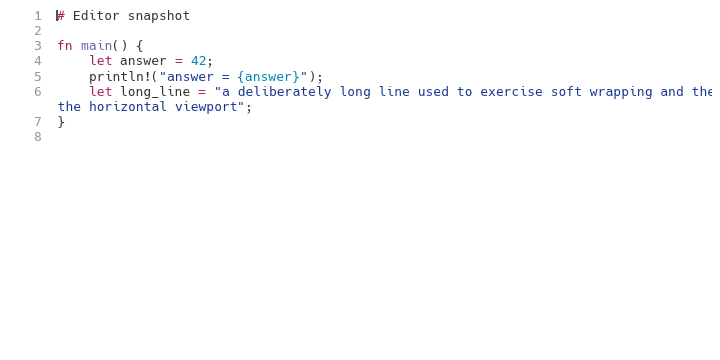 1 # Editor snapshot
2
3 fn main() {
4     let answer = 42;
5     println!("answer = {answer}");
6     let long_line = "a deliberately long line used to exercise soft wrapping and the
the horizontal viewport";
7 }
8